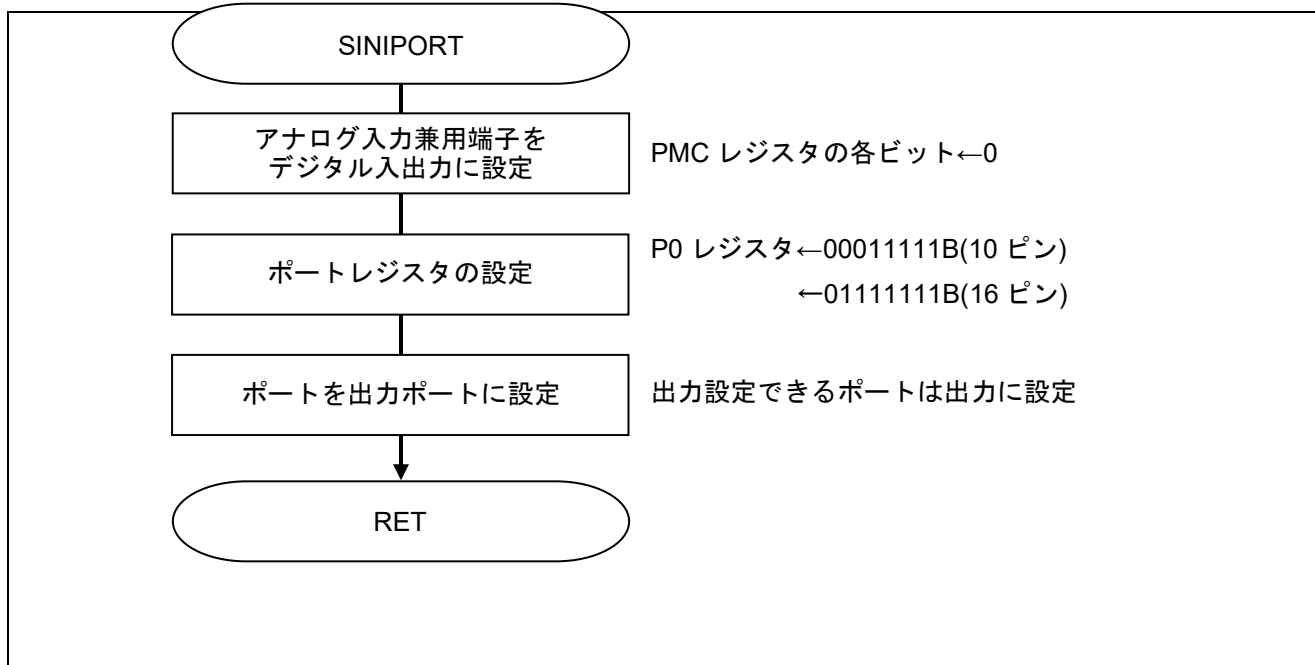 SINIPORT
アナログ入力兼用端子を
デジタル入出力に設定
PMC レジスタの各ビット←0
ポートレジスタの設定
P0 レジスタ←00011111B(10 ピン)
←01111111B(16 ピン)
ポートを出力ポートに設定
出力設定できるポートは出力に設定
RET